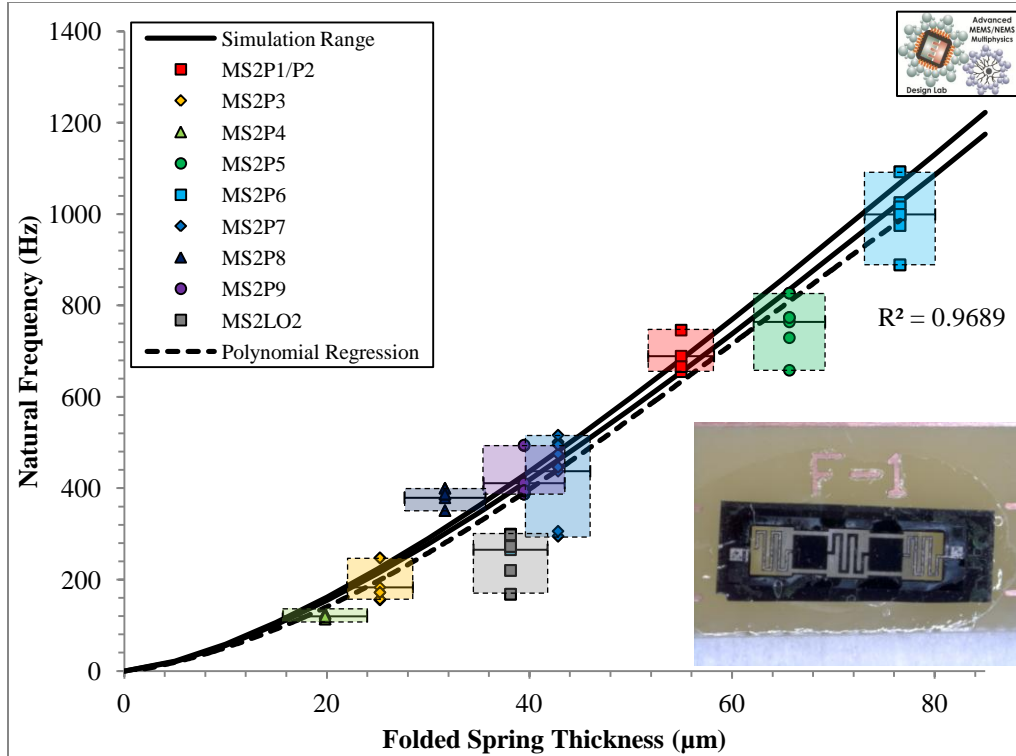 1400
1200
1000
800
600
400
200
0
0
20
40
60
80
Natural Frequency (Hz)
Folded Spring Thickness (µm)
Simulation Range
MS2P1/P2
MS2P3
MS2P4
MS2P5
MS2P6
MS2P7
MS2P8
MS2P9
MS2LO2
Polynomial Regression
Advanced
MEMS/NEMS
Multiphysics
Design Lab
R² = 0.9689
F-1